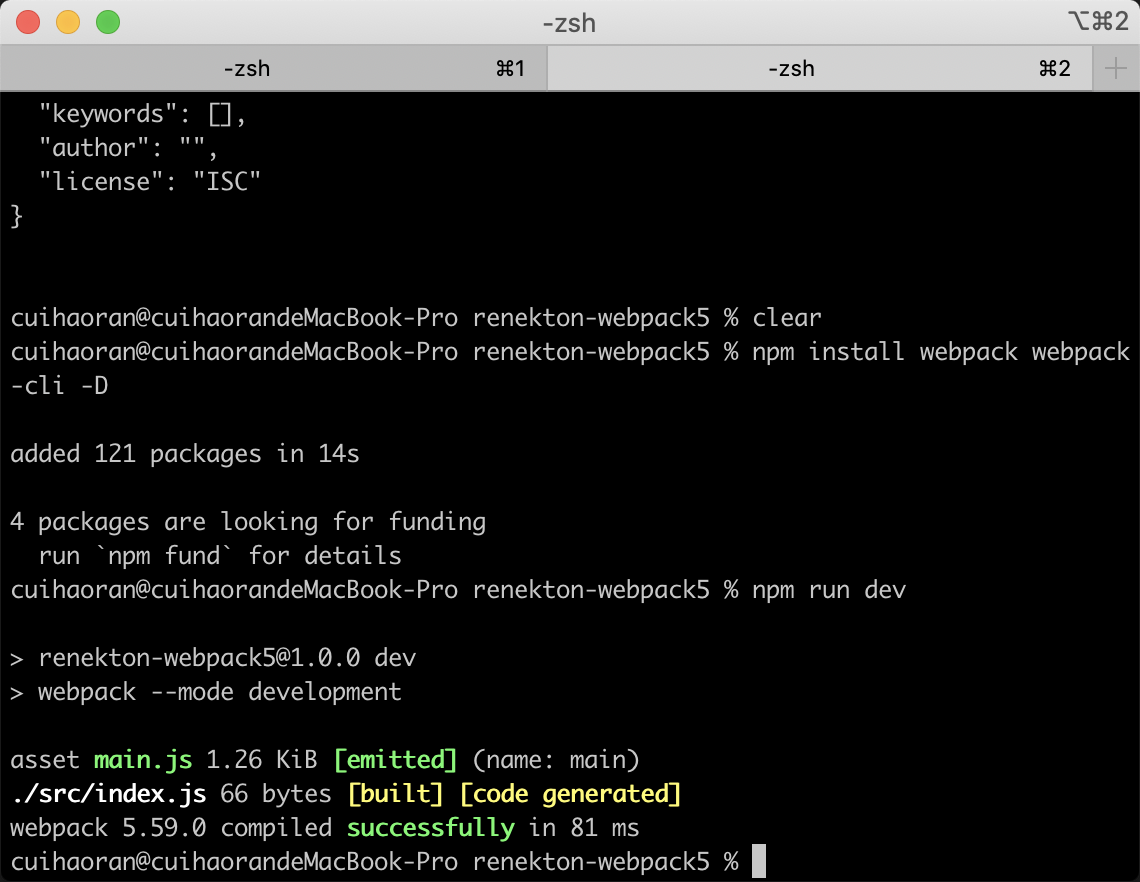 -zsh
⌥⌘2
-zsh ⌘1
-zsh ⌘2
"keywords": [],
"author": "",
"license": "ISC"
}
cuihaoran@cuihaorandeMacBook-Pro renekton-webpack5 % clear
cuihaoran@cuihaorandeMacBook-Pro renekton-webpack5 % npm install webpack webpack
-cli -D
added 121 packages in 14s
4 packages are looking for funding
run `npm fund` for details
cuihaoran@cuihaorandeMacBook-Pro renekton-webpack5 % npm run dev
> renekton-webpack5@1.0.0 dev
> webpack --mode development
asset main.js 1.26 KiB [emitted] (name: main)
./src/index.js 66 bytes [built] [code generated]
webpack 5.59.0 compiled successfully in 81 ms
cuihaoran@cuihaorandeMacBook-Pro renekton-webpack5 %